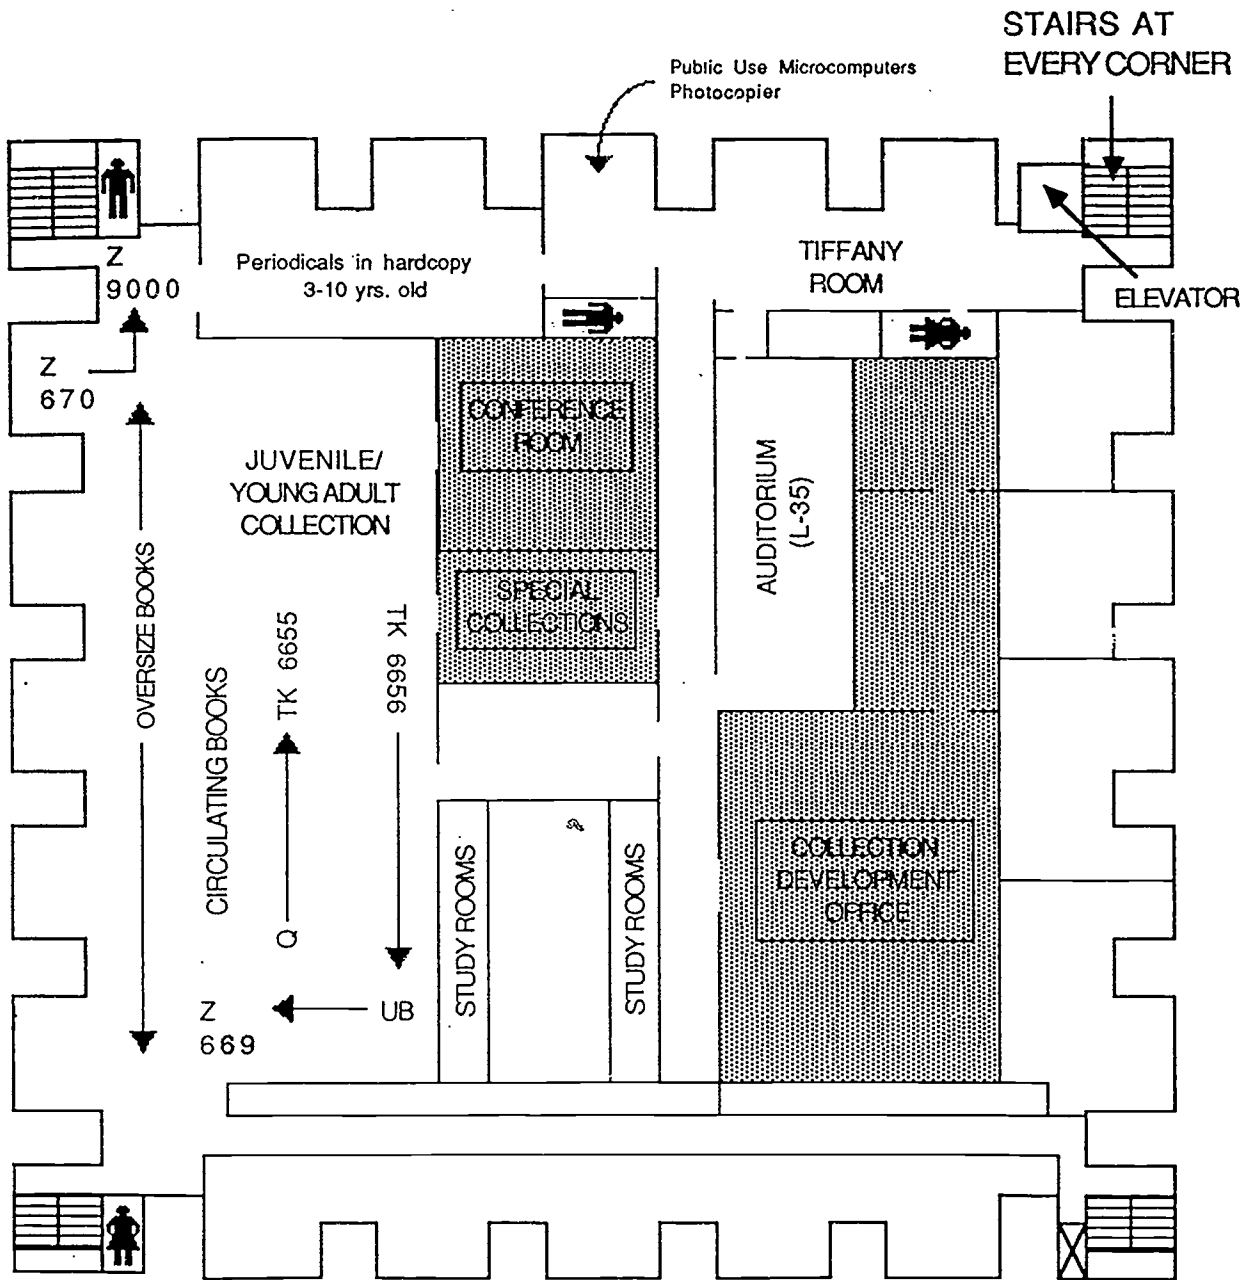 STAIRS AT
EVERY CORNER
Public Use Microcomputers
Photocopier
Z
9000
Periodicals in hardcopy
3-10 yrs. old
TIFFANY
ROOM
ELEVATOR
Z
670
CONFERENCE
ROOM
JUVENILE/
YOUNG ADULT
COLLECTION
AUDITORIUM
(L-35)
OVERSIZE BOOKS
SPECIAL
COLLECTIONS
TK 6655
TK 6656
CIRCULATING BOOKS
COLLECTION
DEVELOPMENT
OFFICE
STUDY ROOMS
STUDY ROOMS
Q
UB
Z
669